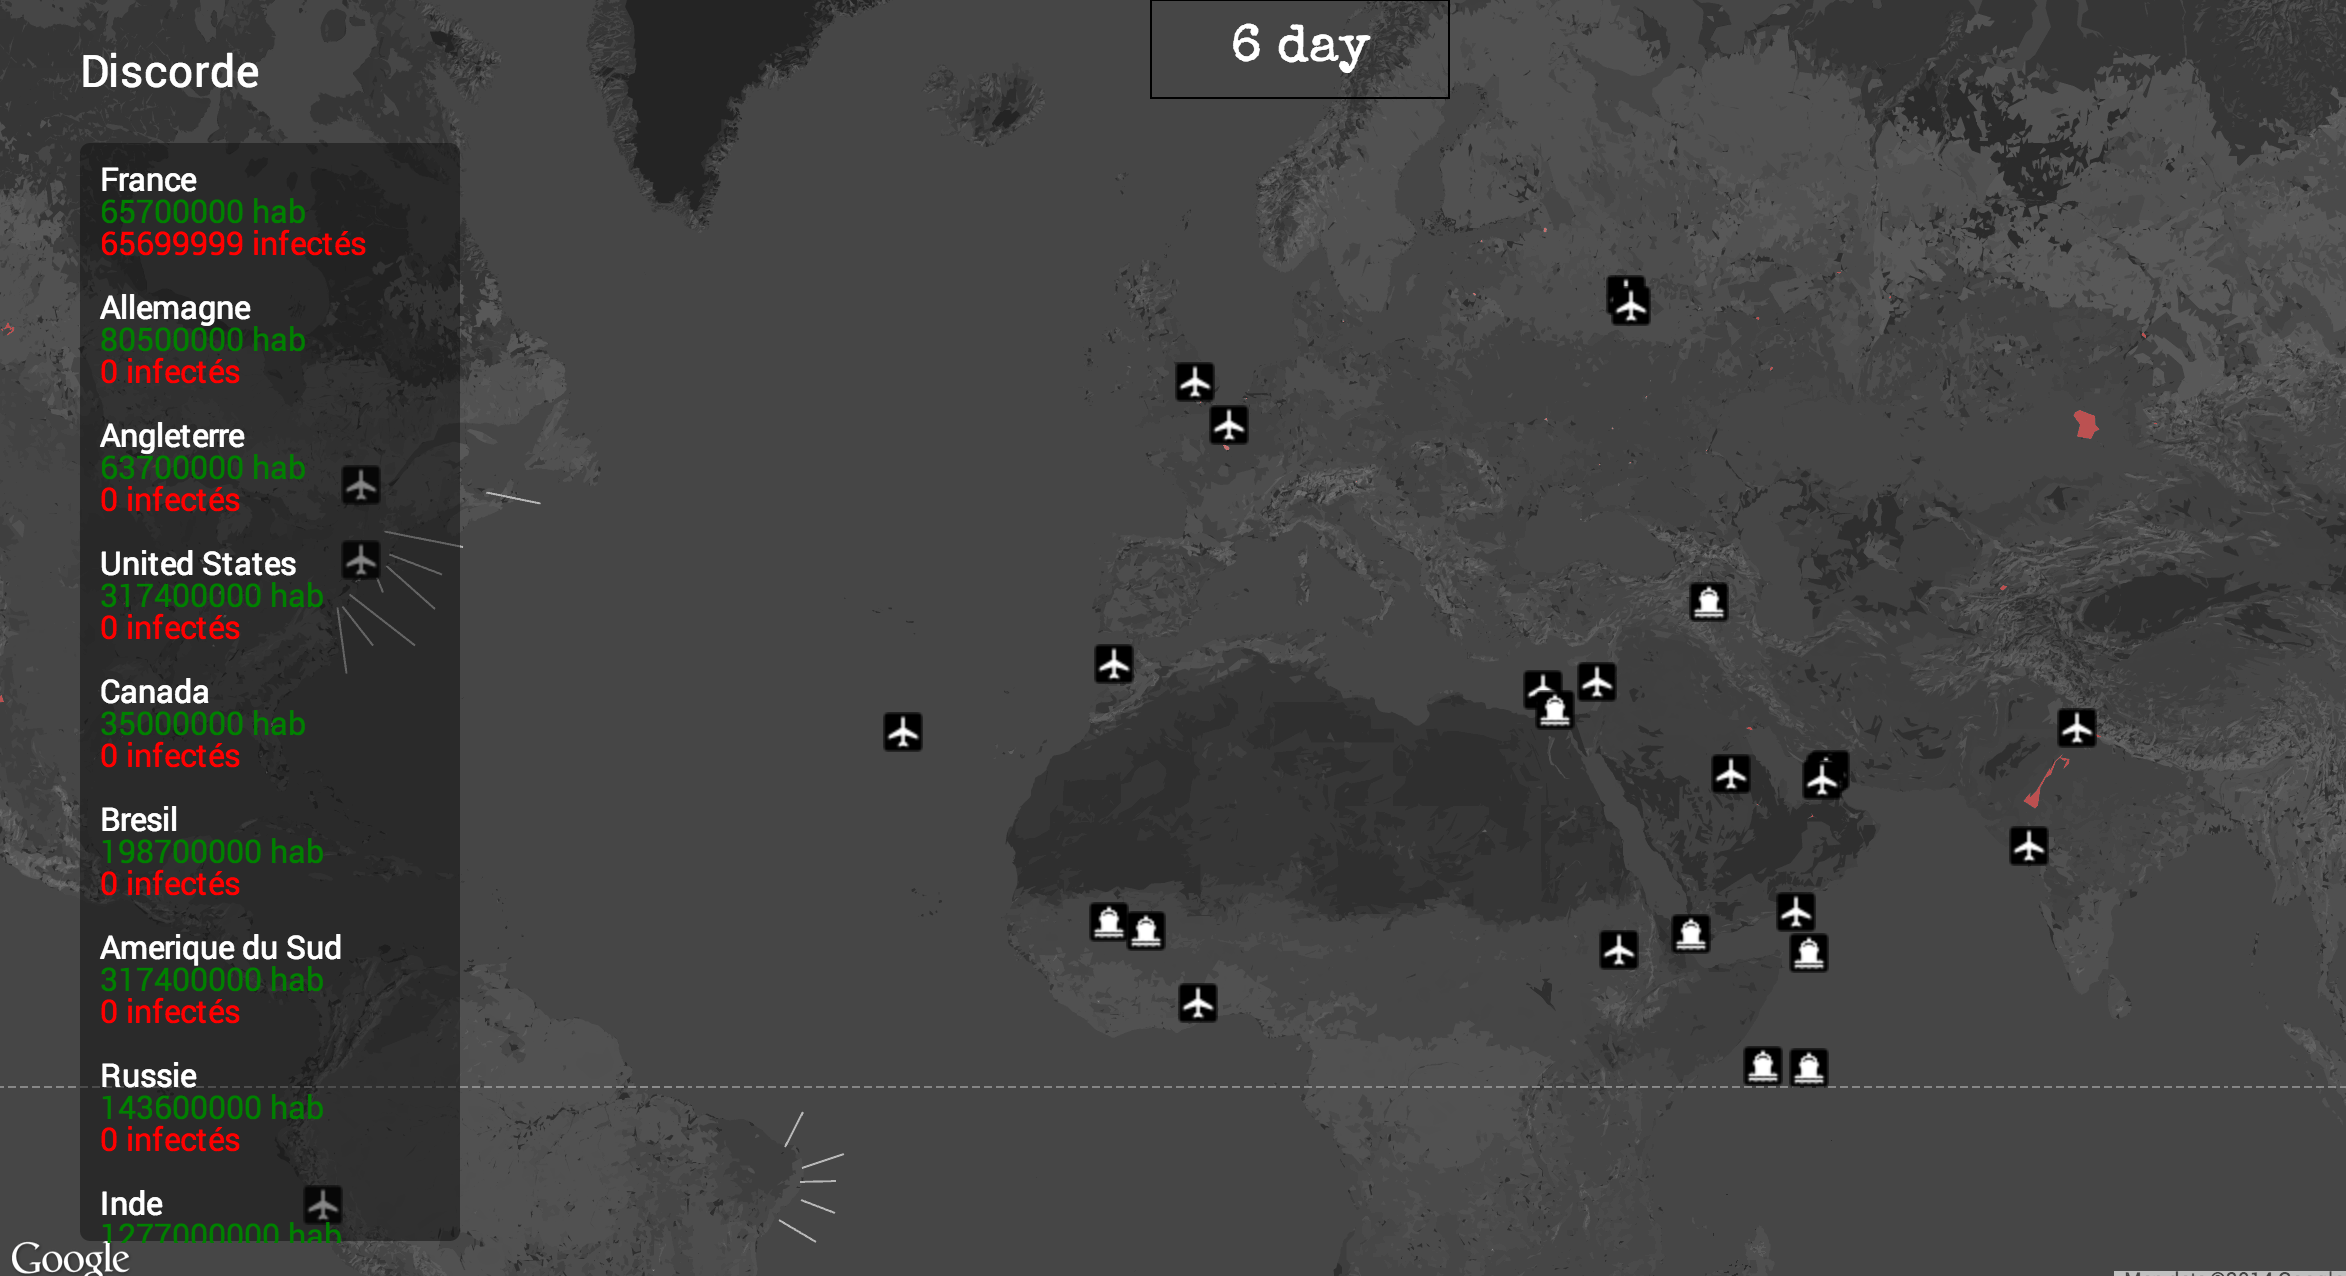 6 day
Discorde
France
65700000 hab
65699999 infectés
Allemagne
80500000 hab
0 infectés
Angleterre
63700000 hab
0 infectés
United States
317400000 hab
0 infectés
Canada
35000000 hab
0 infectés
Bresil
198700000 hab
0 infectés
Amerique du Sud
317400000 hab
0 infectés
Russie
143600000 hab
0 infectés
Inde
1277000000 hab
Google